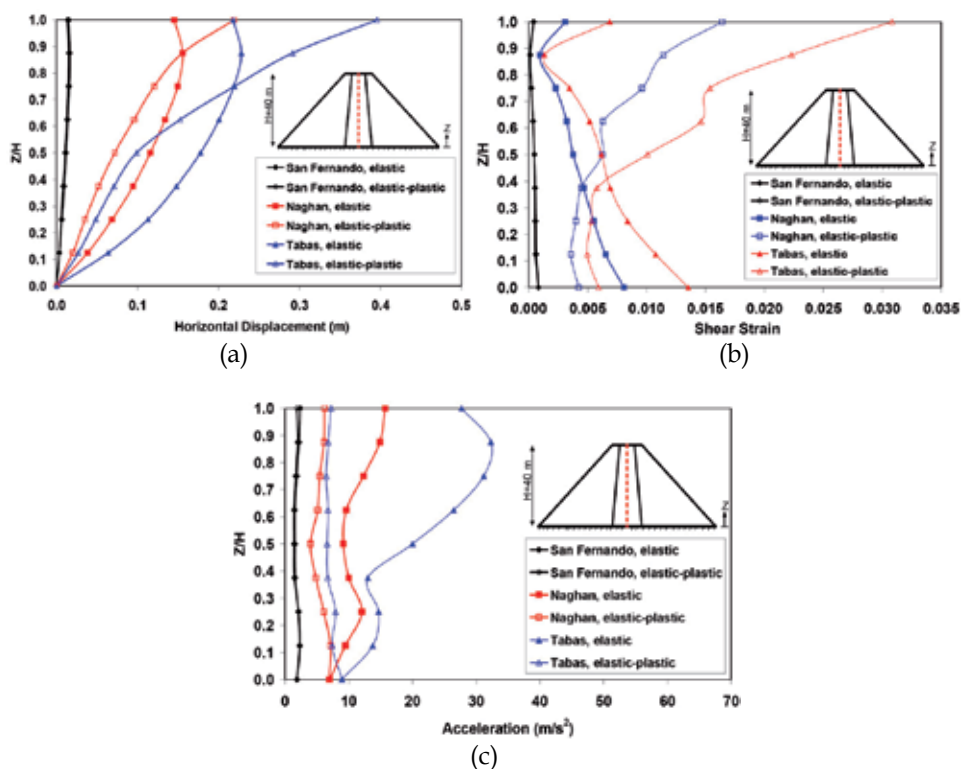 1.0
0.9
0.8
0.7
0.6
0.5
0.4
0.3
0.2
0.1
0.0
Z/H
H=40 m
Z
San Fernando, elastic
San Fernando, elastic-plastic
Naghan, elastic
Naghan, elastic-plastic
Tabas, elastic
Tabas, elastic-plastic
0.0 0.1 0.2 0.3 0.4 0.5
Horizontal Displacement (m)
(a)
1.0
0.9
0.8
0.7
0.6
0.5
0.4
0.3
0.2
0.1
0.0
Z/H
H=40 m
Z
San Fernando, elastic
San Fernando, elastic-plastic
Naghan, elastic
Naghan, elastic-plastic
Tabas, elastic
Tabas, elastic-plastic
0.000 0.005 0.010 0.015 0.020 0.025 0.030 0.035
Shear Strain
(b)
1.0
0.9
0.8
0.7
0.6
0.5
0.4
0.3
0.2
0.1
0.0
Z/H
H=40 m
Z
San Fernando, elastic
San Fernando, elastic-plastic
Naghan, elastic
Naghan, elastic-plastic
Tabas, elastic
Tabas, elastic-plastic
0 10 20 30 40 50 60 70
Acceleration (m/s²)
(c)